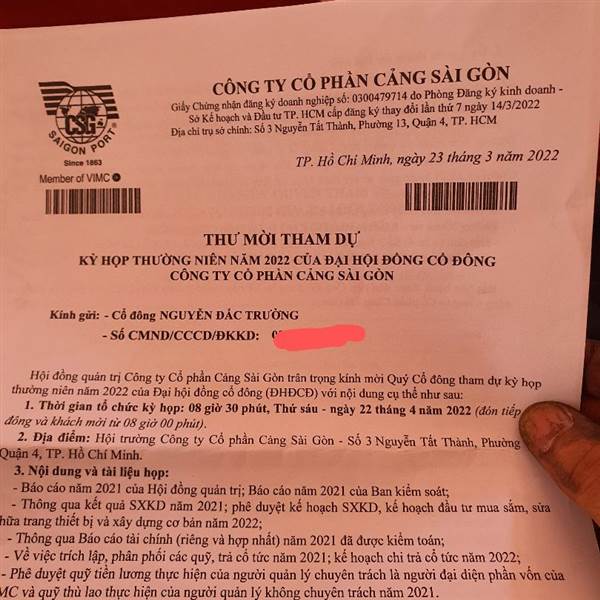 CSG
SAIGON PORT
Since 1863
Member of VIMC
CÔNG TY CỔ PHẦN CẢNG SÀI GÒN
Giấy Chứng nhận đăng ký doanh nghiệp số: 0300479714 do Phòng Đăng ký kinh doanh -
Sở Kế hoạch và Đầu tư TP. HCM cấp đăng ký thay đổi lần thứ 7 ngày 14/3/2022
Địa chỉ trụ sở chính: Số 3 Nguyễn Tất Thành, Phường 13, Quận 4, TP. HCM
TP. Hồ Chí Minh, ngày 23 tháng 3 năm 2022
THƯ MỜI THAM DỰ
KỲ HỌP THƯỜNG NIÊN NĂM 2022 CỦA ĐẠI HỘI ĐỒNG CỔ ĐÔNG
CÔNG TY CỔ PHẦN CẢNG SÀI GÒN
Kính gửi: - Cổ đông NGUYỄN ĐẮC TRƯỜNG
- Số CMND/CCCD/ĐKKD: 0
Hội đồng quản trị Công ty Cổ phần Cảng Sài Gòn trân trọng kính mời Quý Cổ đông tham dự kỳ họp
thường niên năm 2022 của Đại hội đồng cổ đông (ĐHĐCĐ) với nội dung cụ thể như sau:
1. Thời gian tổ chức kỳ họp: 08 giờ 30 phút, Thứ sáu - ngày 22 tháng 4 năm 2022 (đón tiếp
đông và khách mời từ 08 giờ 00 phút).
2. Địa điểm: Hội trường Công ty Cổ phần Cảng Sài Gòn - Số 3 Nguyễn Tất Thành, Phường
Quận 4, TP. Hồ Chí Minh.
3. Nội dung và tài liệu họp:
- Báo cáo năm 2021 của Hội đồng quản trị; Báo cáo năm 2021 của Ban kiểm soát;
- Thông qua kết quả SXKD năm 2021; phê duyệt kế hoạch SXKD, kế hoạch đầu tư mua sắm, sửa
hữa trang thiết bị và xây dựng cơ bản năm 2022;
- Thông qua Báo cáo tài chính (riêng và hợp nhất) năm 2021 đã được kiểm toán;
- Về việc trích lập, phân phối các quỹ, trả cổ tức năm 2021; kế hoạch chi trả cổ tức năm 2022;
- Phê duyệt quỹ tiền lương thực hiện của người quản lý chuyên trách là người đại diện phần vốn của
MC và quỹ thù lao thực hiện của người quản lý không chuyên trách năm 2021.